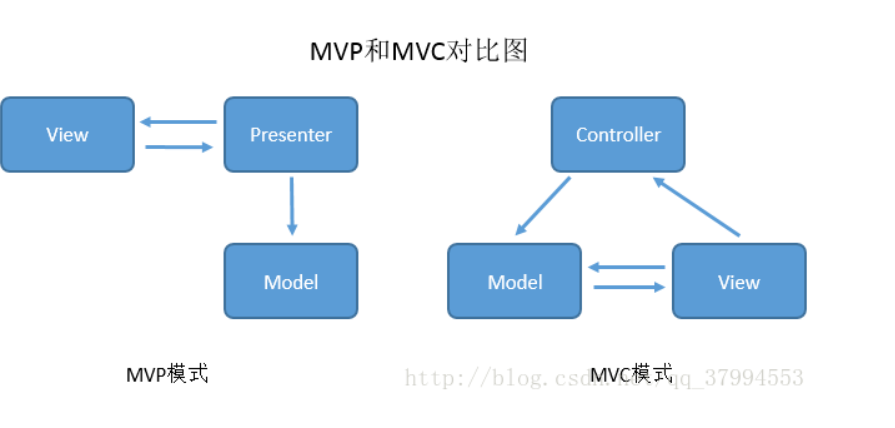 MVP和MVC对比图
View
Presenter
Controller
Model
Model
View
MVP模式
MVC模式
http://blog.csdn.net/qq_37994553